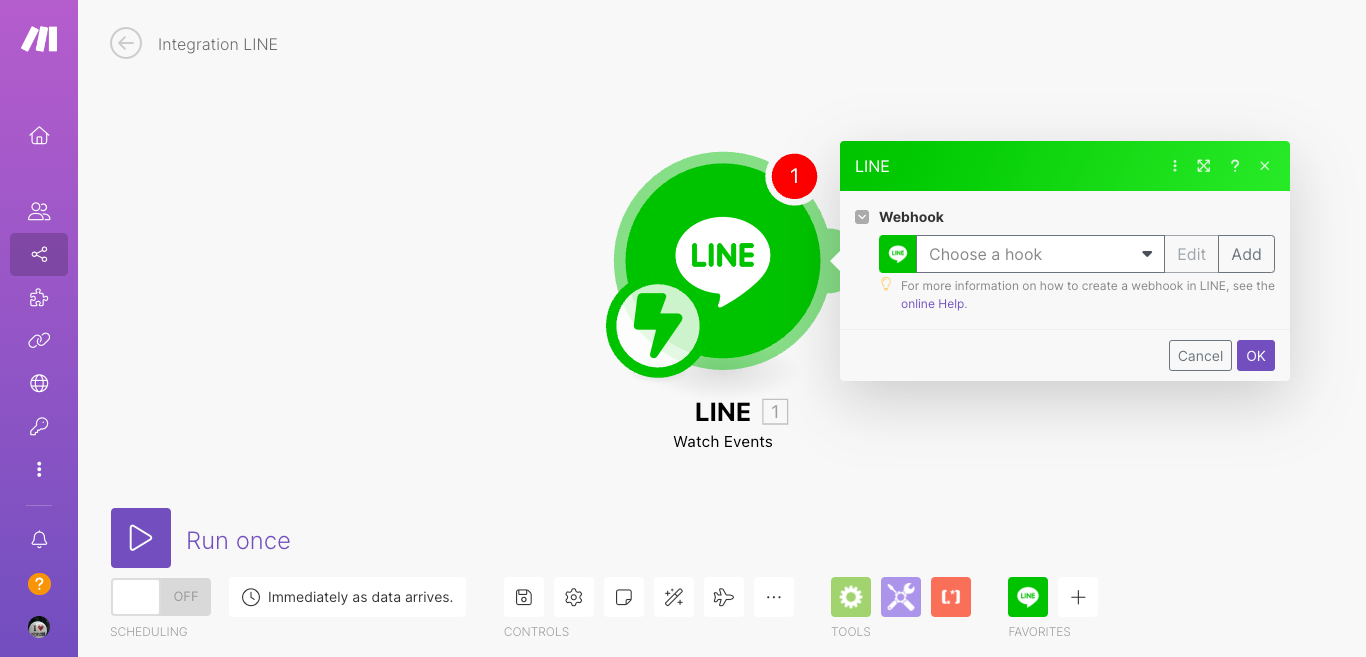 Integration LINE
1
LINE
LINE 1
Watch Events
LINE
?
Webhook
LINE
Choose a hook
Edit
Add
For more information on how to create a webhook in LINE, see the
online Help.
Cancel
OK
Run once
OFF
Immediately as data arrives.
SCHEDULING
CONTROLS
[.*]
TOOLS
LINE
FAVORITES
?